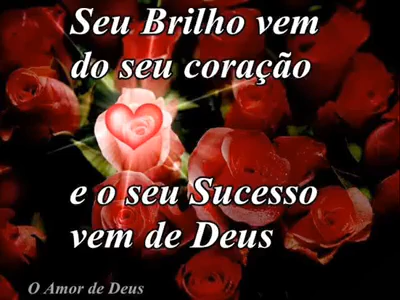 Seu Brilho vem
do seu coração
e o seu Sucesso
vem de Deus
O Amor de Deus